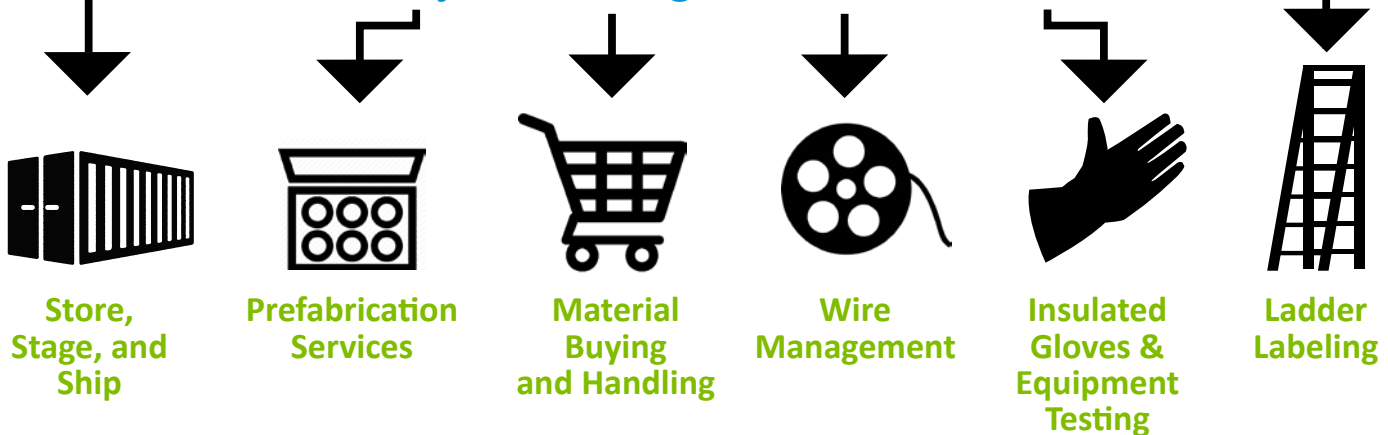 Store,
Stage, and
Ship
Prefabrication
Services
Material
Buying
and Handling
Wire
Management
Insulated
Gloves &
Equipment
Testing
Ladder
Labeling